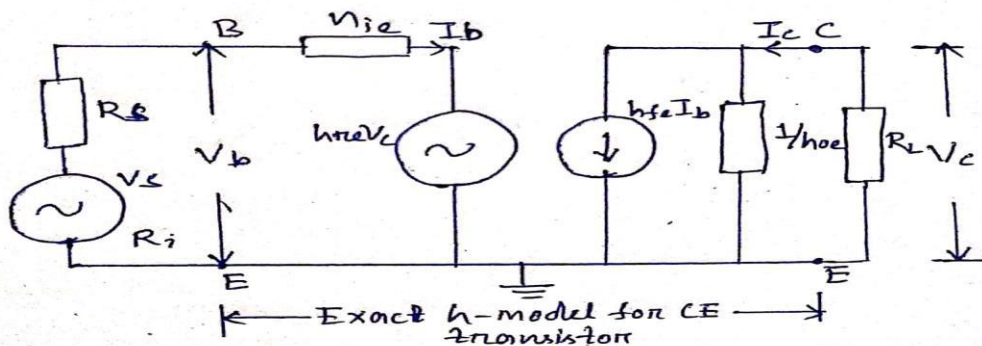 B
hie
Ib
Ic
C
Rs
hreVc
hfeIb
1/hoe
RL
Vc
Vb
Vs
Ri
E
E
Exact h-model for CE
transistor